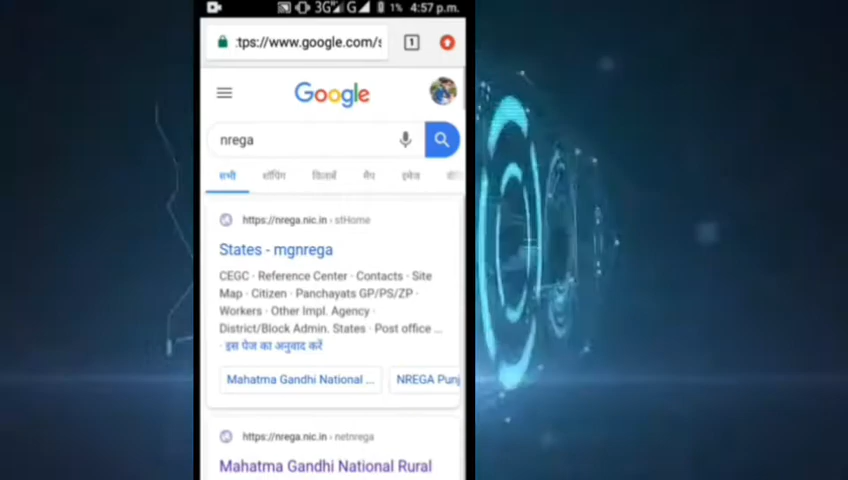 3G G 1% 4:57 p.m.
:tps://www.google.com/s 1
Google
nrega
सभी शॉपिंग किताबें मैप इमेज
https://nrega.nic.in › stHome
States - mgnrega
CEGC · Reference Center · Contacts · Site
Map · Citizen · Panchayats GP/PS/ZP ·
Workers · Other Impl. Agency ·
District/Block Admin. States · Post office ...
· इस पेज का अनुवाद करें
Mahatma Gandhi National ... NREGA Punj
https://nrega.nic.in › netnrega
Mahatma Gandhi National Rural